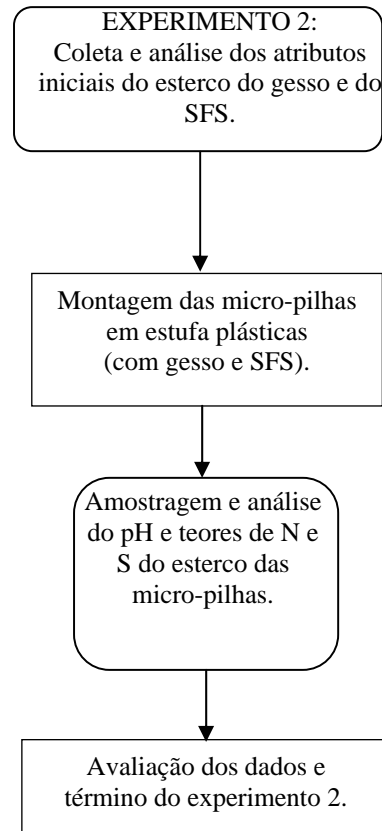 EXPERIMENTO 2:
Coleta e análise dos atributos
iniciais do esterco do gesso e do
SFS.
Montagem das micro-pilhas
em estufa plásticas
(com gesso e SFS).
Amostragem e análise
do pH e teores de N e
S do esterco das
micro-pilhas.
Avaliação dos dados e
término do experimento 2.